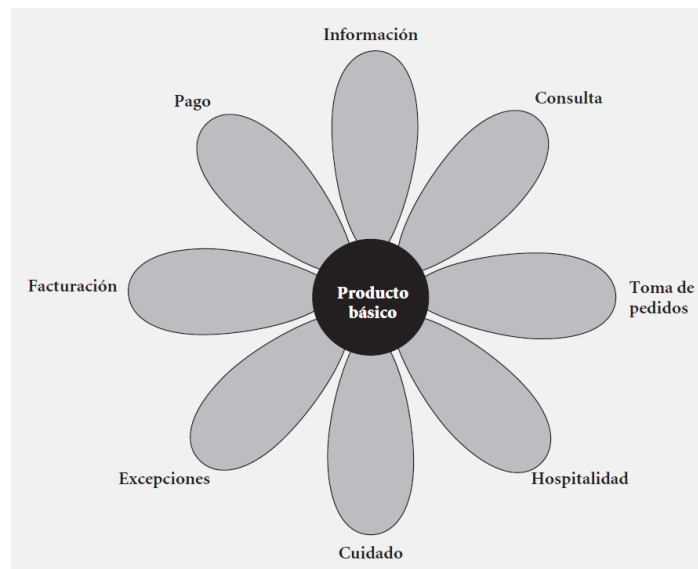 Información
Pago
Consulta
Facturación
Producto
básico
Toma de
pedidos
Excepciones
Hospitalidad
Cuidado